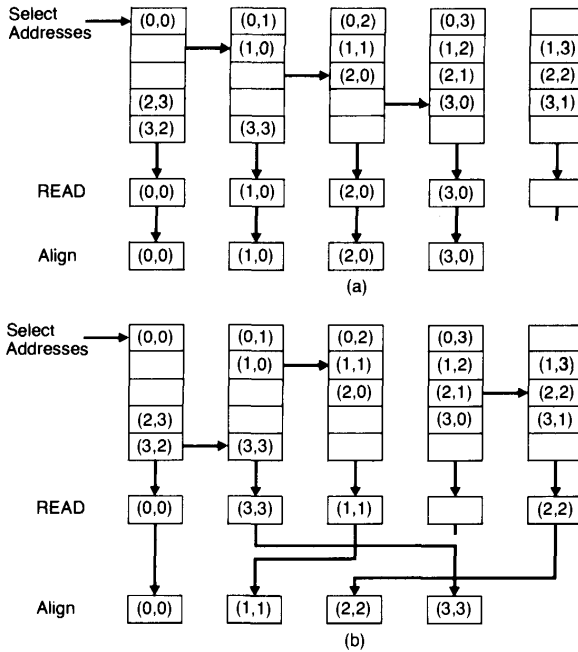 Select
Addresses
(0,0) (0,1) (0,2) (0,3)
(1,0) (1,1) (1,2) (1,3)
(2,0) (2,1) (2,2)
(2,3) (3,0) (3,1)
(3,2) (3,3)
READ (0,0) (1,0) (2,0) (3,0)
Align (0,0) (1,0) (2,0) (3,0)
(a)
Select
Addresses
(0,0) (0,1) (0,2) (0,3)
(1,0) (1,1) (1,2) (1,3)
(2,0) (2,1) (2,2)
(2,3) (3,0) (3,1)
(3,2) (3,3)
READ (0,0) (3,3) (1,1) (2,2)
Align (0,0) (1,1) (2,2) (3,3)
(b)